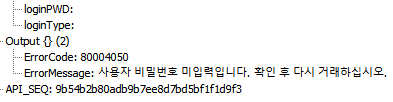 loginPWD:
loginType:
Output {} (2)
ErrorCode: 80004050
ErrorMessage: 사용자 비밀번호 미입력입니다. 확인 후 다시 거래하십시오.
API_SEQ: 9b54b2b80adb9b7ee8d7bd5bf1f1d9f3